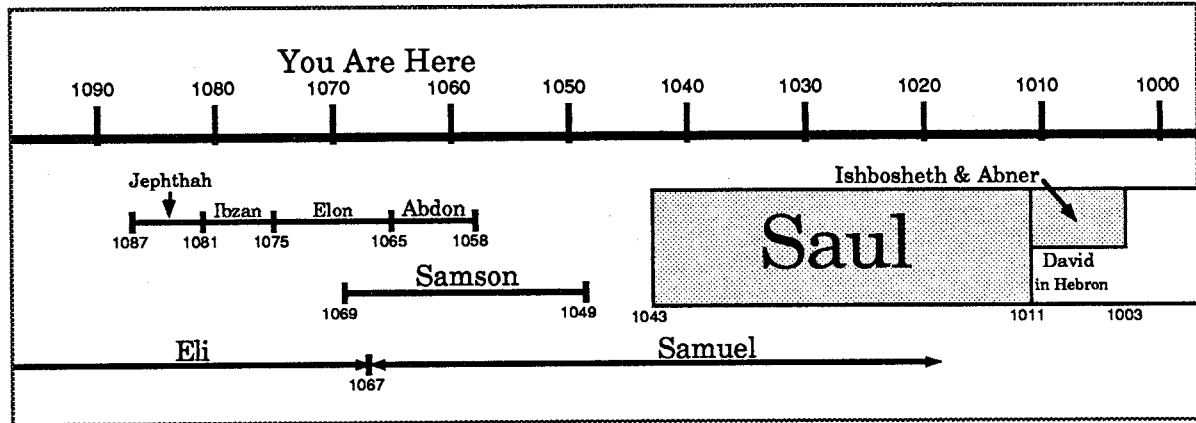 You Are Here
1090 1080 1070 1060 1050 1040 1030 1020 1010 1000
Jephthah
Ishbosheth & Abner
Ibzan Elon Abdon
1087 1081 1075 1065 1058
Saul
David
in Hebron
Samson
1069 1049 1043 1011 1003
Eli Samuel
1067